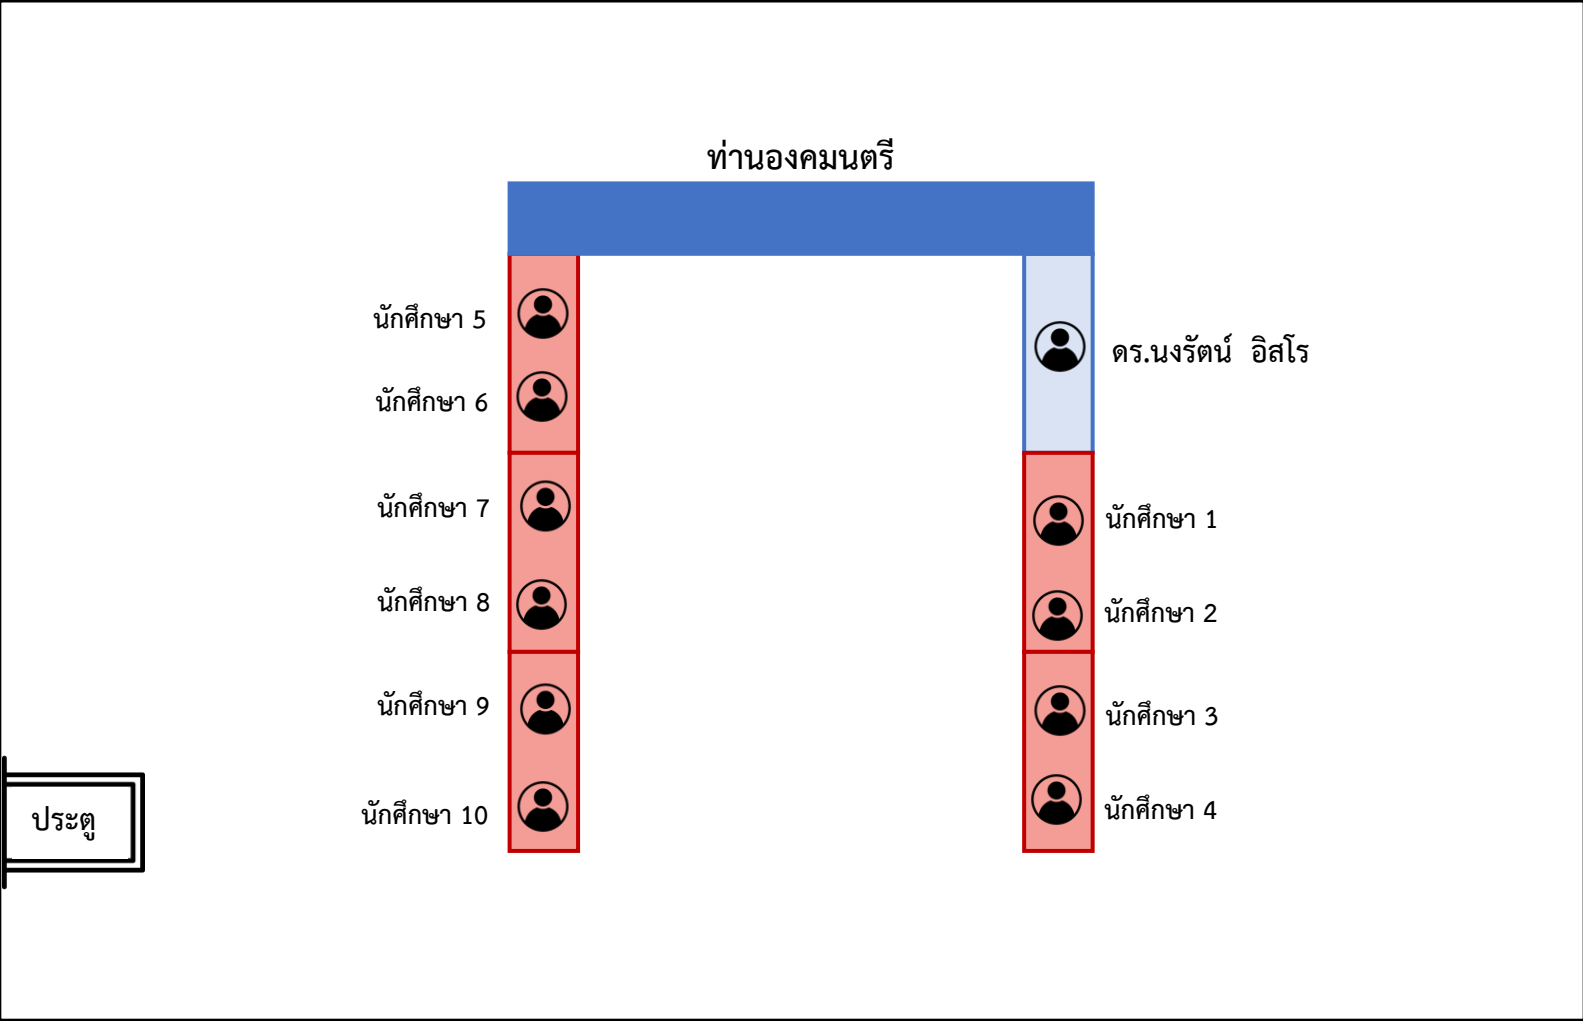 ท่านองคมนตรี
นักศึกษา 5
ดร.นงรัตน์ อิสโร
นักศึกษา 6
นักศึกษา 7
นักศึกษา 1
นักศึกษา 8
นักศึกษา 2
นักศึกษา 9
นักศึกษา 3
นักศึกษา 10
นักศึกษา 4
ประตู